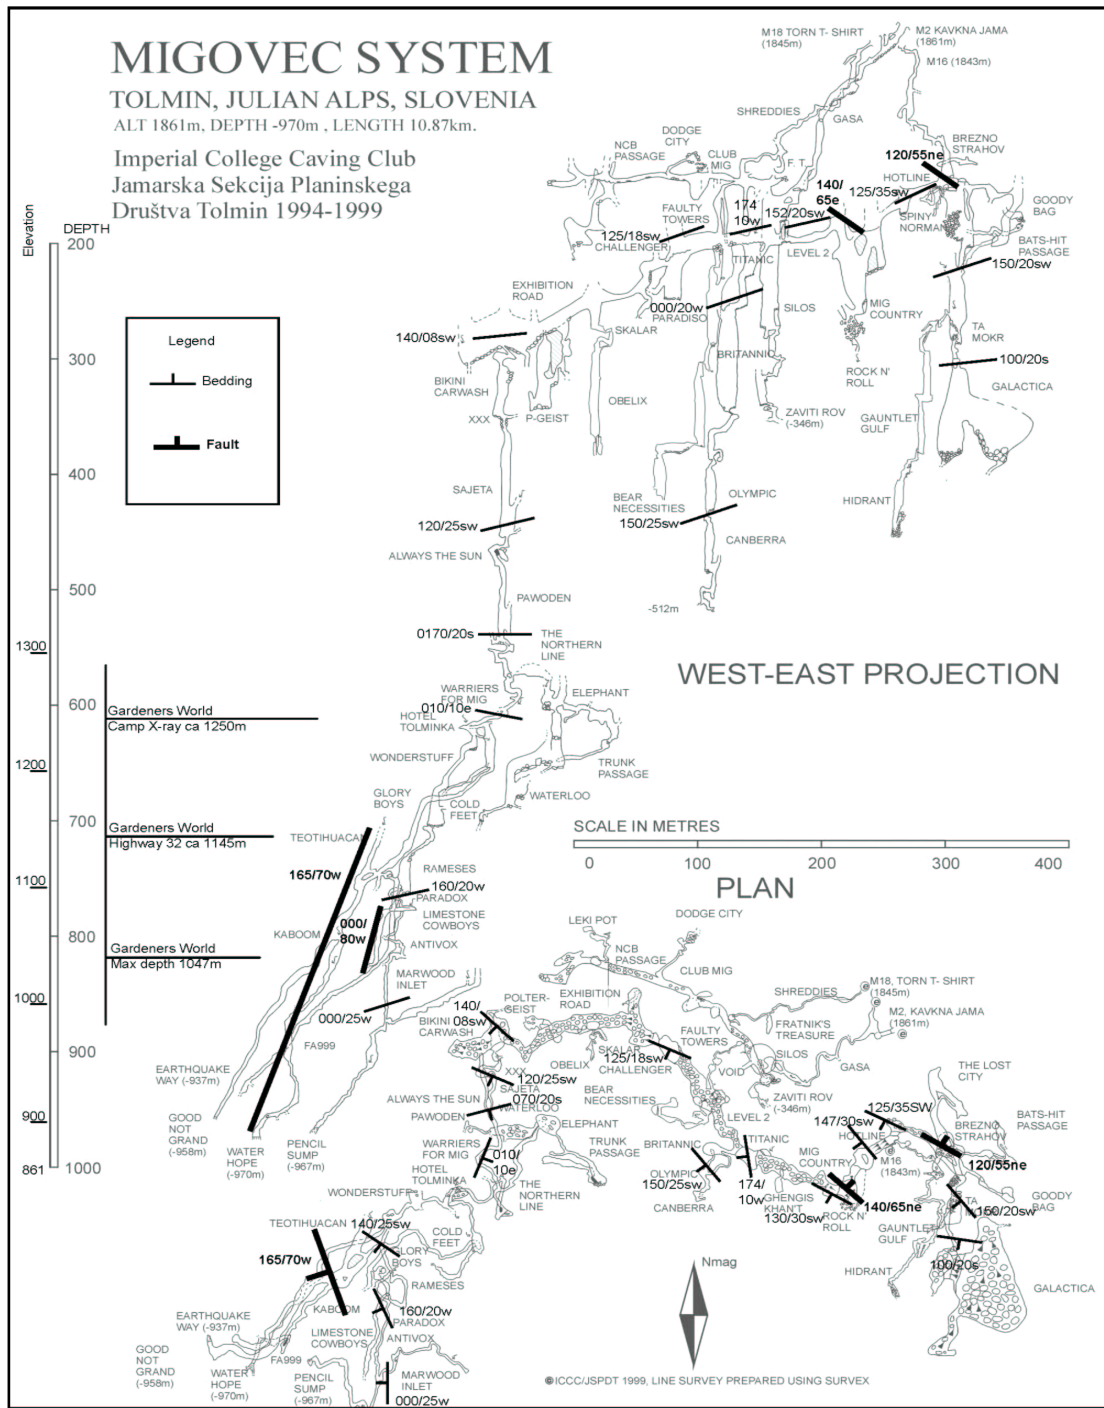 MIGOVEC SYSTEM
TOLMIN, JULIAN ALPS, SLOVENIA
ALT 1861m, DEPTH -970m , LENGTH 10.87km.
Imperial College Caving Club
Jamarska Sekcija Planinskega
Društva Tolmin 1994-1999
Elevation
DEPTH
200
300
400
500
600
700
800
900
1000
1300
1200
1100
1000
900
861
Legend
Bedding
Fault
Gardeners World
Camp X-ray ca 1250m
Gardeners World
Highway 32 ca 1145m
Gardeners World
Max depth 1047m
M18 TORN T- SHIRT
(1845m)
M2 KAVKNA JAMA
(1861m)
M16 (1843m)
SHREDDIES
GASA
DODGE
CITY
NCB
PASSAGE
CLUB
MIG
F. T.
BREZNO
STRAHOV
120/55ne
HOTLINE
140/
65e
125/35sw
174
10w
152/20sw
FAULTY
TOWERS
125/18sw
CHALLENGER
SPINY
NORMAN
GOODY
BAG
BATS-HIT
PASSAGE
150/20sw
TITANIC
LEVEL 2
EXHIBITION
ROAD
000/20w
PARADISO
SILOS
MIG
COUNTRY
SKALAR
140/08sw
BRITANNIC
TA
MOKR
100/20s
ROCK N'
ROLL
GALACTICA
BIKINI
CARWASH
OBELIX
XXX
P-GEIST
ZAVITI ROV
(-346m)
GAUNTLET
GULF
SAJETA
BEAR
NECESSITIES
OLYMPIC
HIDRANT
120/25sw
150/25sw
CANBERRA
ALWAYS THE SUN
PAWODEN
-512m
0170/20s
THE
NORTHERN
LINE
WEST-EAST PROJECTION
WARRIERS
FOR MIG
ELEPHANT
010/10e
HOTEL
TOLMINKA
WONDERSTUFF
TRUNK
PASSAGE
GLORY
BOYS
WATERLOO
COLD
FEET
TEOTIHUACAN
SCALE IN METRES
0
100
200
300
400
165/70w
RAMESES
160/20w
PARADOX
PLAN
LIMESTONE
COWBOYS
000/
80w
KABOOM
ANTIVOX
MARWOOD
INLET
000/25w
FA999
EARTHQUAKE
WAY (-937m)
GOOD
NOT
GRAND
(-958m)
WATER
HOPE
(-970m)
PENCIL
SUMP
(-967m)
LEKI POT
DODGE CITY
NCB
PASSAGE
CLUB MIG
M18, TORN T- SHIRT
(1845m)
SHREDDIES
EXHIBITION
ROAD
POLTER-
GEIST
140/
08sw
BIKINI
CARWASH
M2, KAVKNA JAMA
(1861m)
FRATNIK'S
TREASURE
FAULTY
TOWERS
SKALAR
125/18sw
CHALLENGER
SILOS
VOID
GASA
THE LOST
CITY
OBELIX
XXX
120/25sw
SAJETA
BEAR
NECESSITIES
ALWAYS THE SUN
070/20s
WATERLOO
PAWODEN
ZAVITI ROV
(-346m)
125/35SW
147/30sw
HOTLINE
BATS-HIT
PASSAGE
BREZNO
STRAHOV
120/55ne
ELEPHANT
LEVEL 2
WARRIERS
FOR MIG
010/
10e
TRUNK
PASSAGE
BRITANNIC
TITANIC
MIG
COUNTRY
M16
(1843m)
HOTEL
TOLMINKA
OLYMPIC
150/25sw
CANBERRA
174/
10w
GHENGIS
KHAN'T
130/30sw
ROCK N'
ROLL
140/65ne
GOODY
BAG
TA
150/20sw
THE
NORTHERN
LINE
WONDERSTUFF
TEOTIHUACAN
140/25sw
COLD
FEET
GLORY
BOYS
165/70w
GAUNTLET
GULF
100/20s
HIDRANT
GALACTICA
Nmag
RAMESES
160/20w
PARADOX
KABOOM
EARTHQUAKE
WAY (-937m)
LIMESTONE
COWBOYS
ANTIVOX
GOOD
NOT
GRAND
(-958m)
FA999
WATER
HOPE
(-970m)
PENCIL
SUMP
(-967m)
MARWOOD
INLET
000/25w
©ICCC/JSPDT 1999, LINE SURVEY PREPARED USING SURVEX